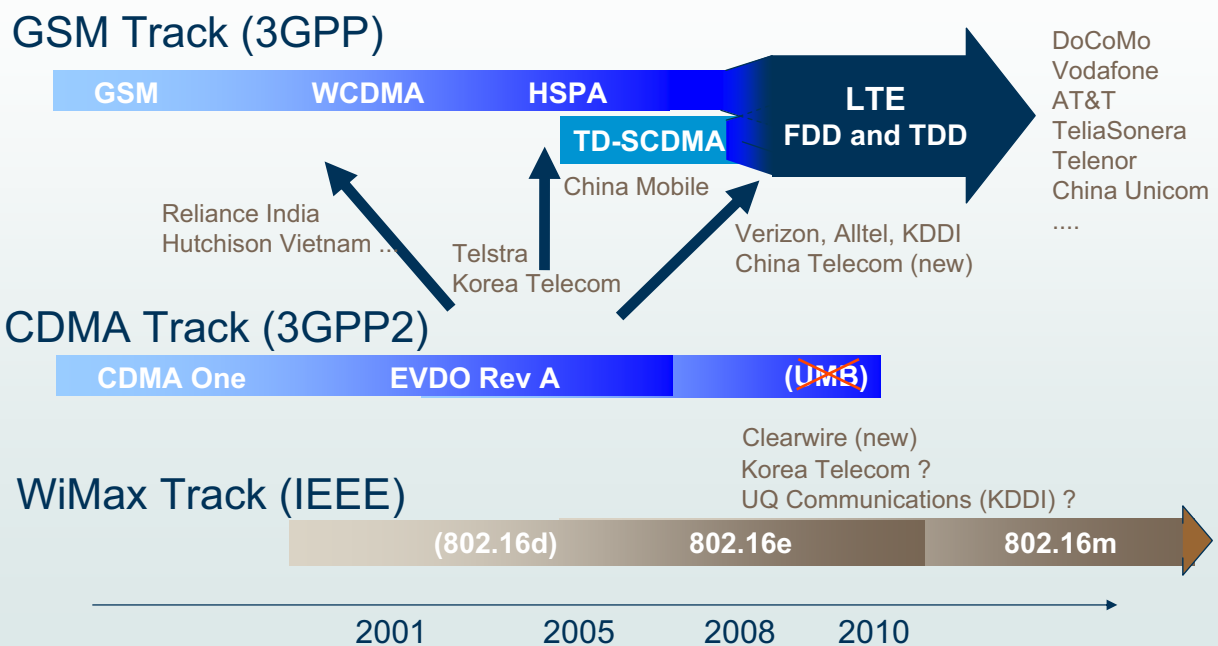 GSM Track (3GPP)
GSM
WCDMA
HSPA
TD-SCDMA
LTE
FDD and TDD
DoCoMo
Vodafone
AT&T
TeliaSonera
Telenor
China Unicom
....
China Mobile
Reliance India
Hutchison Vietnam ...
Telstra
Korea Telecom
Verizon, Alltel, KDDI
China Telecom (new)
CDMA Track (3GPP2)
CDMA One
EVDO Rev A
(UMB)
Clearwire (new)
Korea Telecom ?
UQ Communications (KDDI) ?
WiMax Track (IEEE)
(802.16d)
802.16e
802.16m
2001
2005
2008
2010